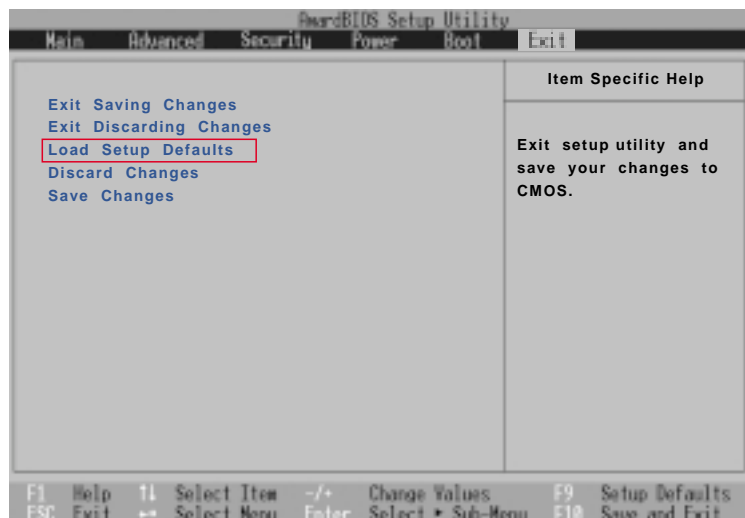 AwardBIOS Setup Utility
Main Advanced Security Power Boot Exit
Item Specific Help
Exit Saving Changes
Exit Discarding Changes
Load Setup Defaults
Discard Changes
Save Changes
Exit setup utility and
save your changes to
CMOS.
F1 Help ↑↓ Select Item -/+ Change Values F9 Setup Defaults
ESC Exit ←→ Select Menu Enter Select ► Sub-Menu F10 Save and Exit